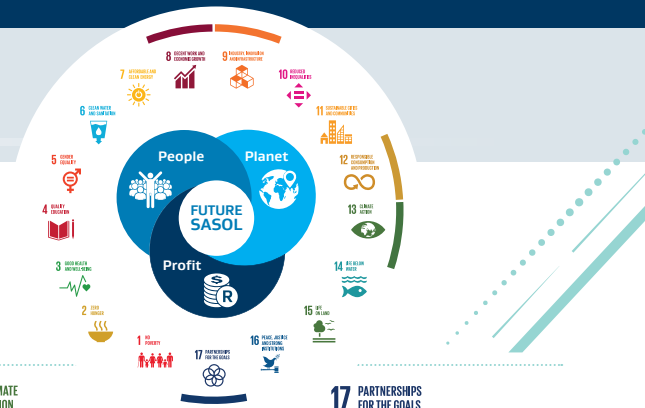 8 DECENT WORK AND
ECONOMIC GROWTH
9 INDUSTRY, INNOVATION
AND INFRASTRUCTURE
7 AFFORDABLE AND
CLEAN ENERGY
10 REDUCED
INEQUALITIES
6 CLEAN WATER
AND SANITATION
11 SUSTAINABLE CITIES
AND COMMUNITIES
5 GENDER
EQUALITY
People
Planet
12 RESPONSIBLE
CONSUMPTION
AND PRODUCTION
4 QUALITY
EDUCATION
FUTURE
SASOL
13 CLIMATE
ACTION
3 GOOD HEALTH
AND WELL-BEING
Profit
S
R
14 LIFE BELOW
WATER
2 ZERO
HUNGER
15 LIFE
ON LAND
1 NO
POVERTY
17 PARTNERSHIPS
FOR THE GOALS
16 PEACE, JUSTICE
AND STRONG
INSTITUTIONS
MATE
ION
17 PARTNERSHIPS
FOR THE GOALS